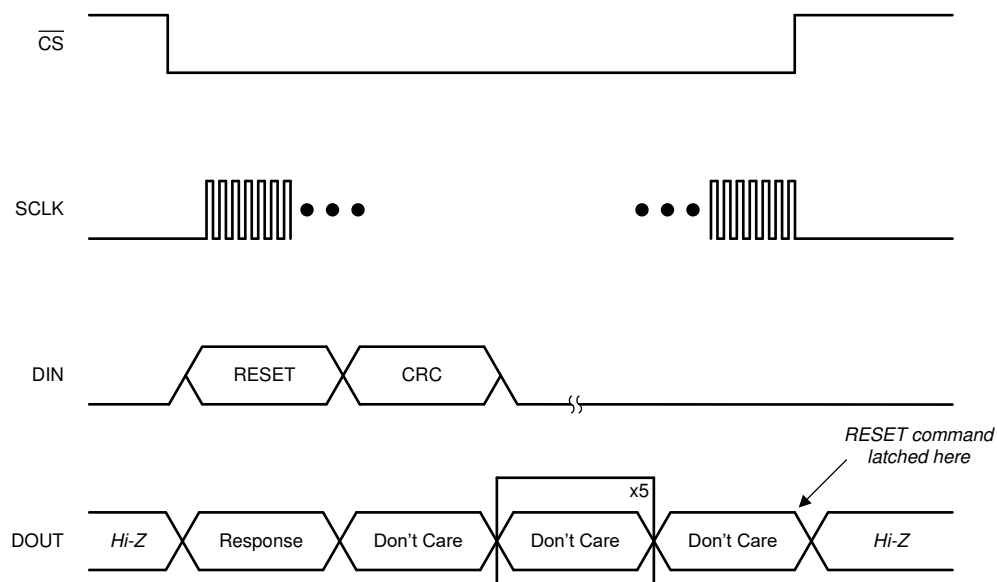 CS
SCLK
DIN
RESET
CRC
RESET command
latched here
x5
DOUT
Hi-Z
Response
Don't Care
Don't Care
Don't Care
Hi-Z